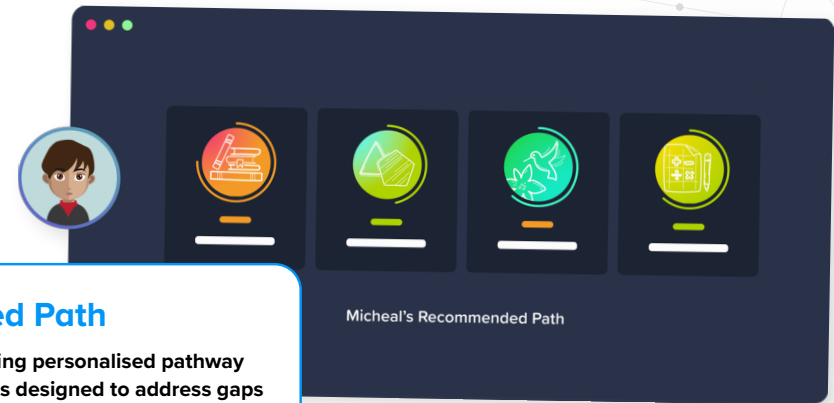 Micheal's Recommended Path
ed Path
ing personalised pathway
s designed to address gaps